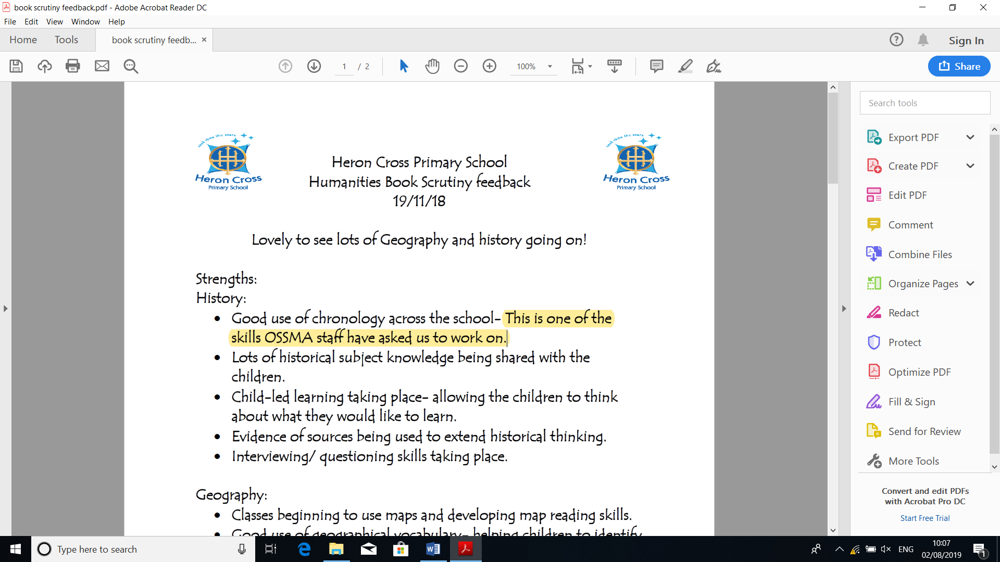 book scrutiny feedback.pdf - Adobe Acrobat Reader DC
File Edit View Window Help
Home Tools book scrutiny feedb... × Sign In
1 / 2 100% Share
Search tools
Export PDF
Create PDF
Edit PDF
Comment
Combine Files
Organize Pages
Redact
Protect
Optimize PDF
Fill & Sign
Send for Review
More Tools
Convert and edit PDFs
with Acrobat Pro DC
Start Free Trial
seek thou the stars
Heron Cross
Primary School
seek thou the stars
Heron Cross
Primary School
Heron Cross Primary School
Humanities Book Scrutiny feedback
19/11/18
Lovely to see lots of Geography and history going on!
Strengths:
History:
• Good use of chronology across the school- This is one of the
skills OSSMA staff have asked us to work on.
• Lots of historical subject knowledge being shared with the
children.
• Child-led learning taking place- allowing the children to think
about what they would like to learn.
• Evidence of sources being used to extend historical thinking.
• Interviewing/ questioning skills taking place.
Geography:
• Classes beginning to use maps and developing map reading skills.
• Good use of geographical vocabulary- helping children to identify
Type here to search
ENG
10:07
02/08/2019
1